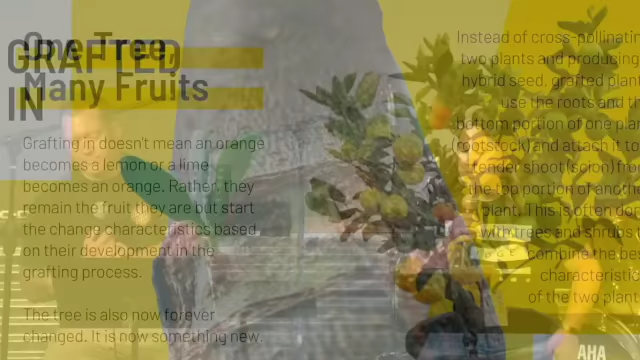 GRAFTED
IN
One Tree,
Many Fruits
Grafting in doesn't mean an orange
becomes lemon or a lime
becomes an orange. Rather, they
remain the fruit they are but start
the change characteristics based
on their development in the
grafting process.
The tree is also now forever
changed. It is now something new.
Instead of cross-pollinatin
two plants and producing
hybrid seed, grafted plant
use the roots and t
bottom portion of one plan
(rootstock) and attach it to
tender shoot (scion) from
the top portion of anothe
plant. This is often don
with trees and shrubs t
combine the bes
characteristic
of the two plant
AHA